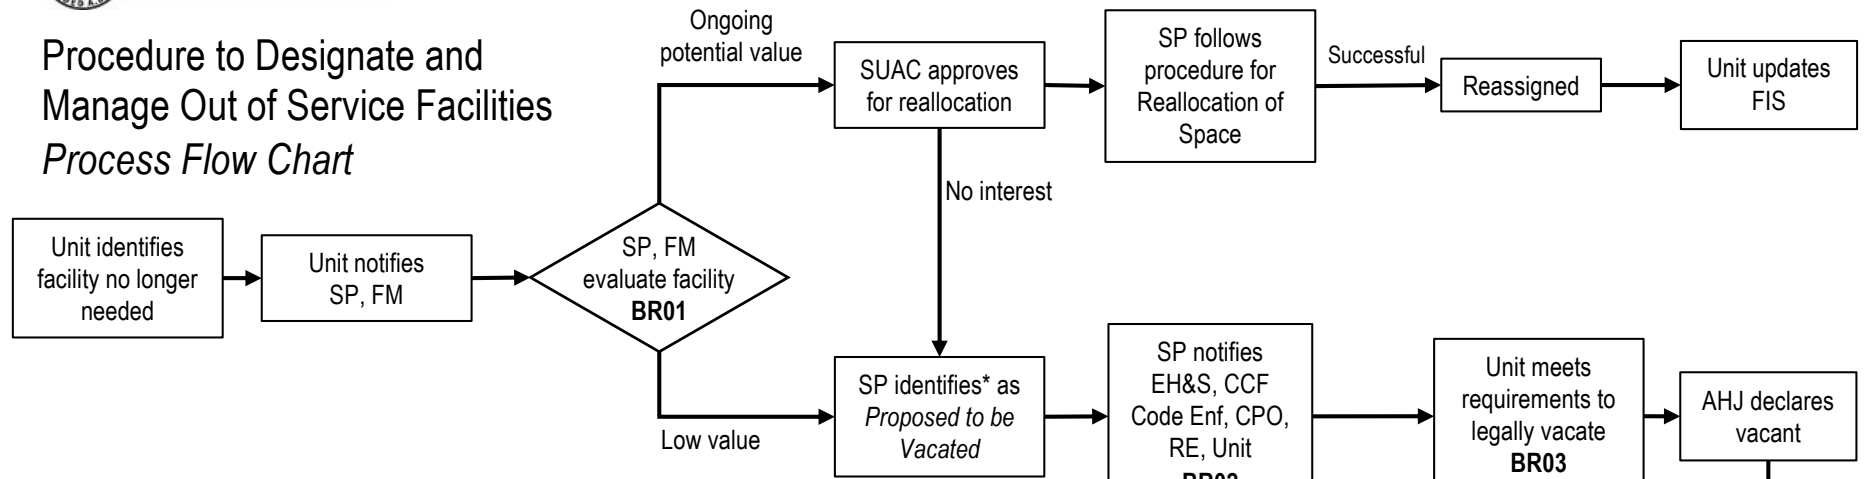 Procedure to Designate and
Manage Out of Service Facilities
Process Flow Chart
Ongoing
potential value
SUAC approves
for reallocation
SP follows
procedure for
Reallocation of
Space
Successful
Reassigned
Unit updates
FIS
No interest
Unit identifies
facility no longer
needed
Unit notifies
SP, FM
SP, FM
evaluate facility
BR01
Low value
SP identifies* as
Proposed to be
Vacated
SP notifies
EH&S, CCF
Code Enf, CPO,
RE, Unit
Unit meets
requirements to
legally vacate
BR03
AHJ declares
vacant